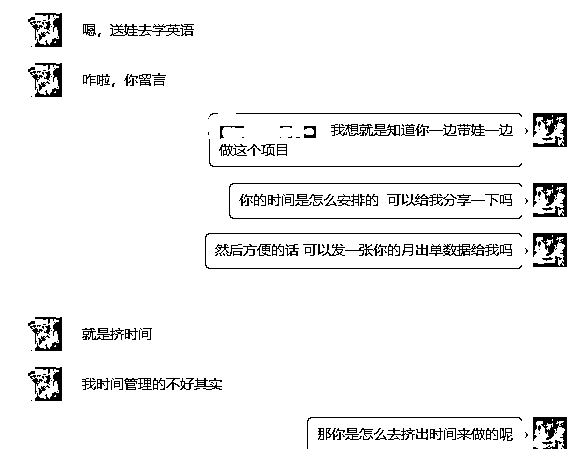 嗯，送娃去学英语
咋啦，你留言
我想就是知道你一边带娃一边
做这个项目
你的时间是怎么安排的 可以给我分享一下吗
然后方便的话 可以发一张你的月出单数据给我吗
就是挤时间
我时间管理的不好其实
那你是怎么去挤出时间来做的呢